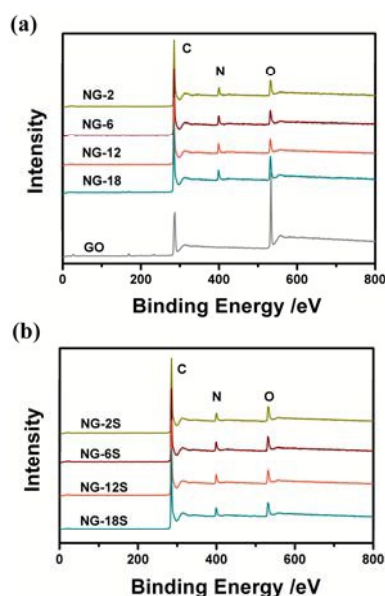 (a)
C
N
O
NG-2
NG-6
NG-12
NG-18
GO
Intensity
0 200 400 600 800
Binding Energy /eV
(b)
C
N
O
NG-2S
NG-6S
NG-12S
NG-18S
Intensity
0 200 400 600 800
Binding Energy /eV